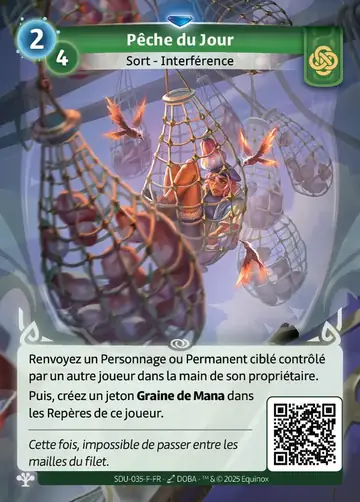 2
4
Pêche du Jour
Sort - Interférence
Renvoyez un Personnage ou Permanent ciblé contrôlé
par un autre joueur dans la main de son propriétaire.
Puis, créez un jeton Graine de Mana dans
les Repères de ce joueur.
Cette fois, impossible de passer entre les
mailles du filet.
SDU-035-F-FR - DOBA - ™ & © 2025 Equinox